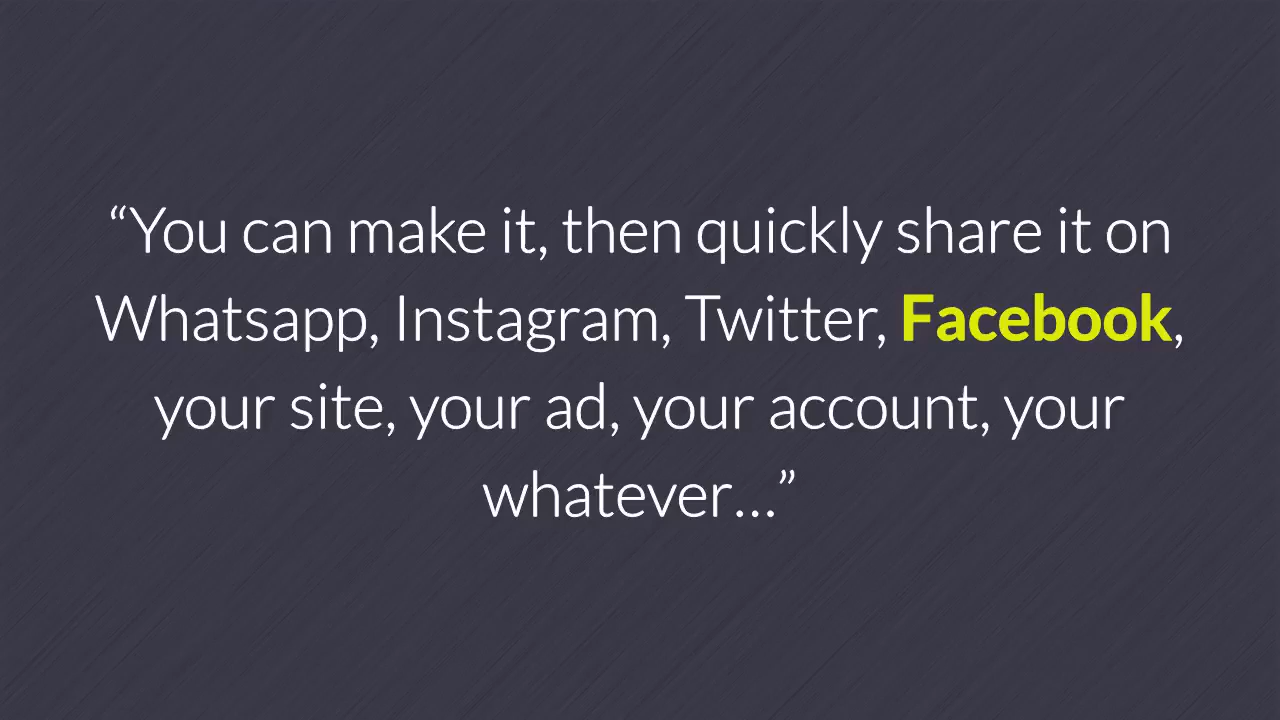 “You can make it, then quickly share it on
Whatsapp, Instagram, Twitter, Facebook,
your site, your ad, your account, your
whatever...”